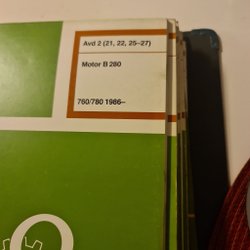 Avd 2 (21, 22, 25–27)
Motor B 280
760/780 1986–